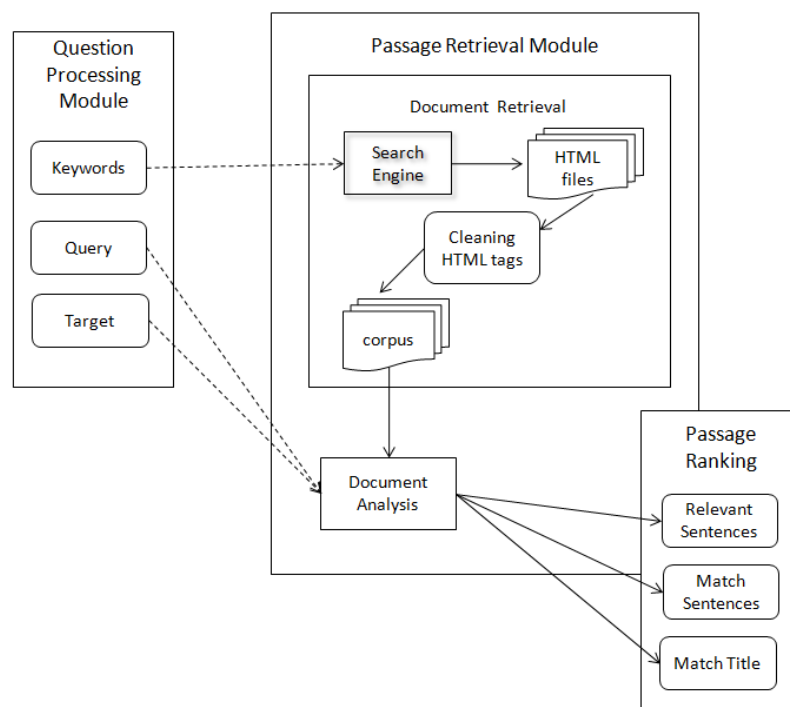 Question
Processing
Module
Keywords
Query
Target
Passage Retrieval Module
Document Retrieval
Search
Engine
HTML
files
Cleaning
HTML tags
corpus
Document
Analysis
Passage
Ranking
Relevant
Sentences
Match
Sentences
Match Title